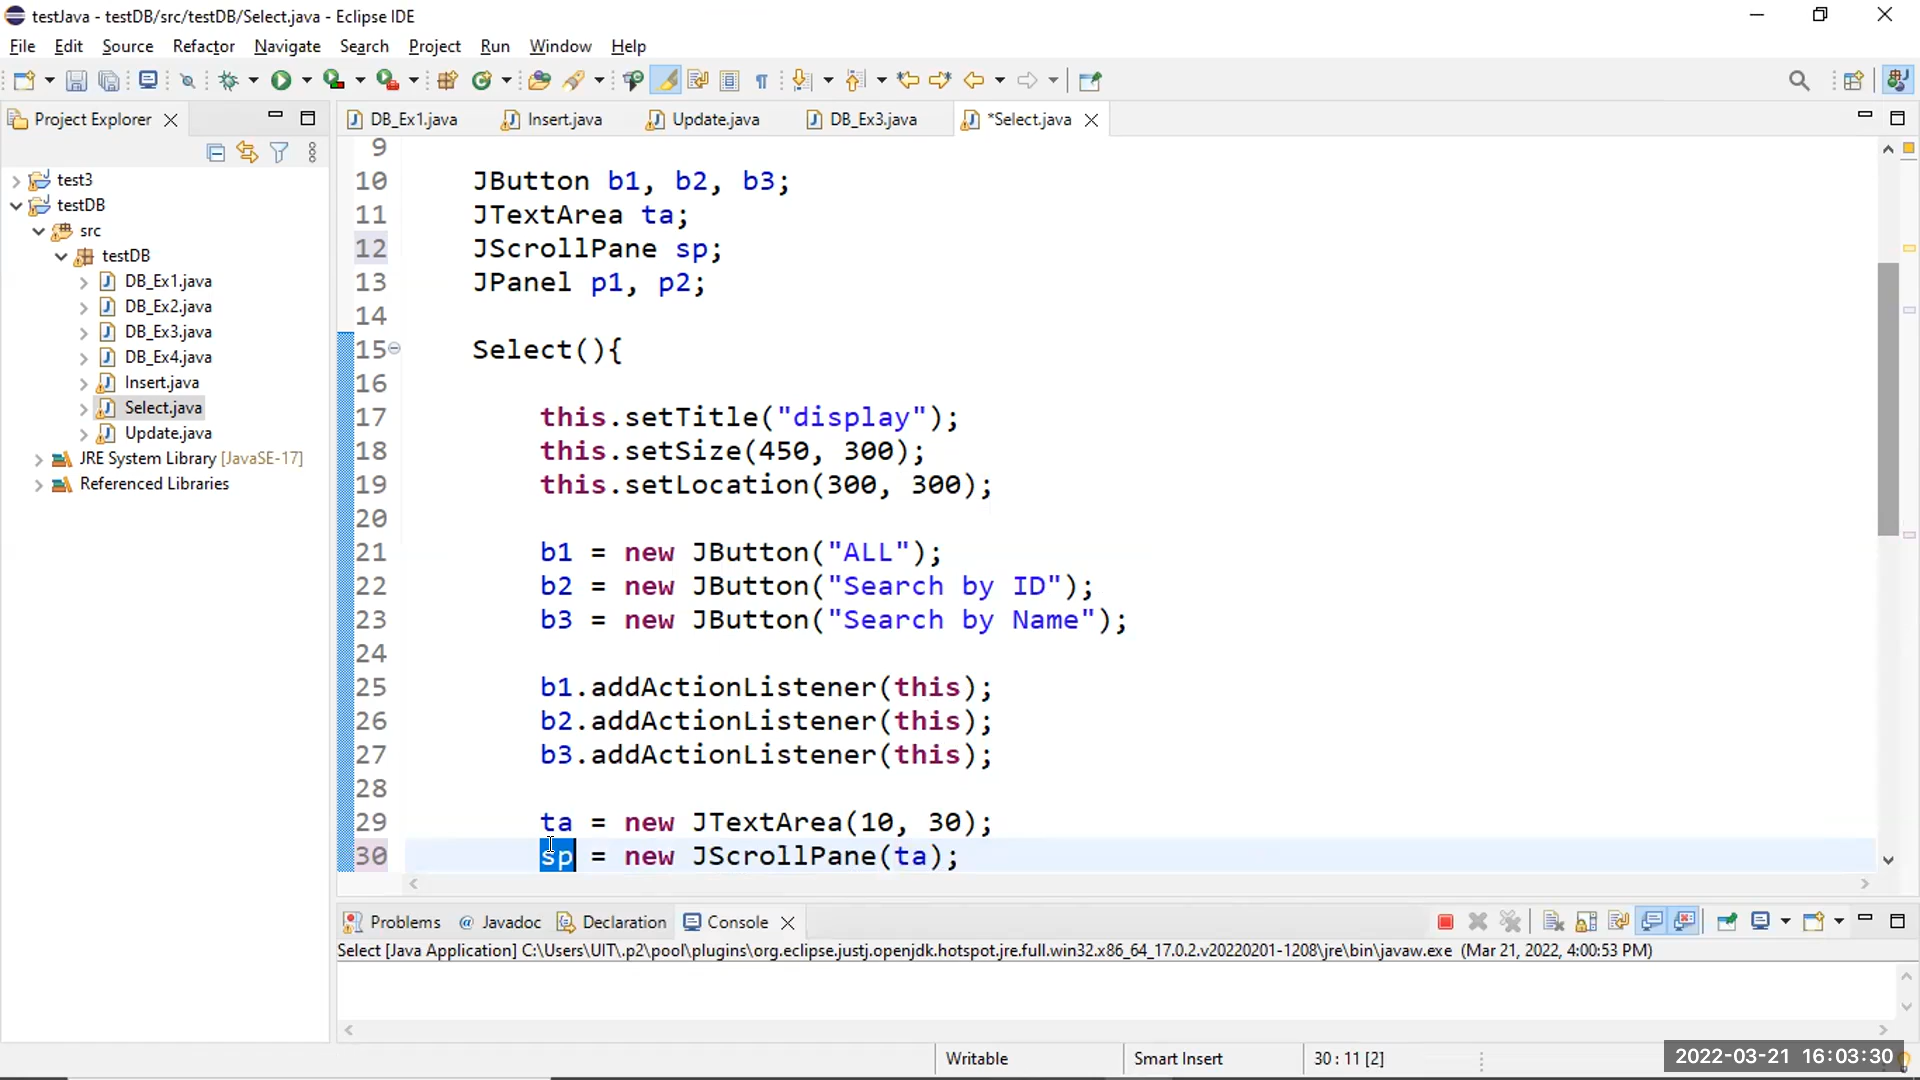 testJava - testDB/src/testDB/Select.java - Eclipse IDE
File Edit Source Refactor Navigate Search Project Run Window Help
Project Explorer
DB_Ex1.java Insert.java Update.java DB_Ex3.java *Select.java
test3
testDB
src
testDB
DB_Ex1.java
DB_Ex2.java
DB_Ex3.java
DB_Ex4.java
Insert.java
Select.java
Update.java
JRE System Library [JavaSE-17]
Referenced Libraries
9
10 JButton b1, b2, b3;
11 JTextArea ta;
12 JScrollPane sp;
13 JPanel p1, p2;
14
15 Select(){
16
17 this.setTitle("display");
18 this.setSize(450, 300);
19 this.setLocation(300, 300);
20
21 b1 = new JButton("ALL");
22 b2 = new JButton("Search by ID");
23 b3 = new JButton("Search by Name");
24
25 b1.addActionListener(this);
26 b2.addActionListener(this);
27 b3.addActionListener(this);
28
29 ta = new JTextArea(10, 30);
30 sp = new JScrollPane(ta);
Problems @ Javadoc Declaration Console
Select [Java Application] C:\Users\UIT\.p2\pool\plugins\org.eclipse.justj.openjdk.hotspot.jre.full.win32.x86_64_17.0.2.v20220201-1208\jre\bin\javaw.exe (Mar 21, 2022, 4:00:53 PM)
Writable Smart Insert 30 : 11 [2]
2022-03-21 16:03:30